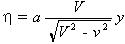 η = a V / √(V² - v²) y